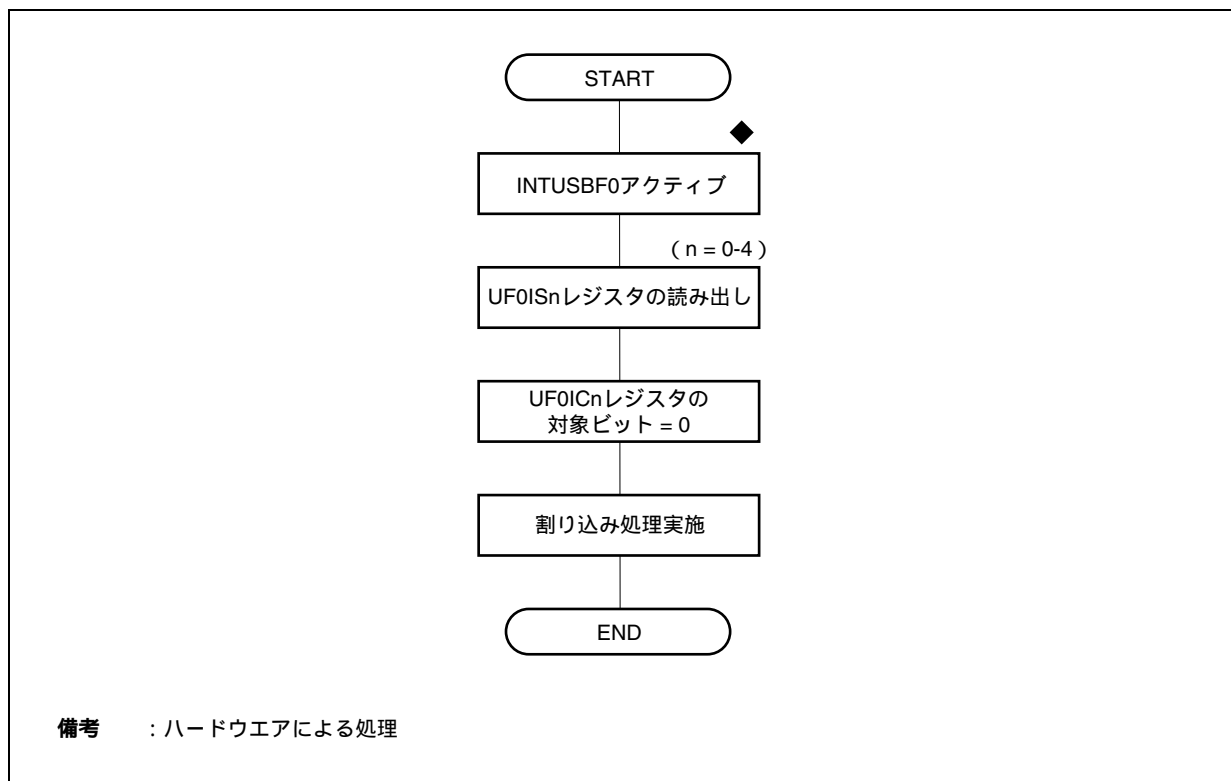 START
◆
INTUSBF0アクティブ
（n = 0-4）
UF0ISnレジスタの読み出し
UF0ICnレジスタの
対象ビット = 0
割り込み処理実施
END
備考 ：ハードウエアによる処理